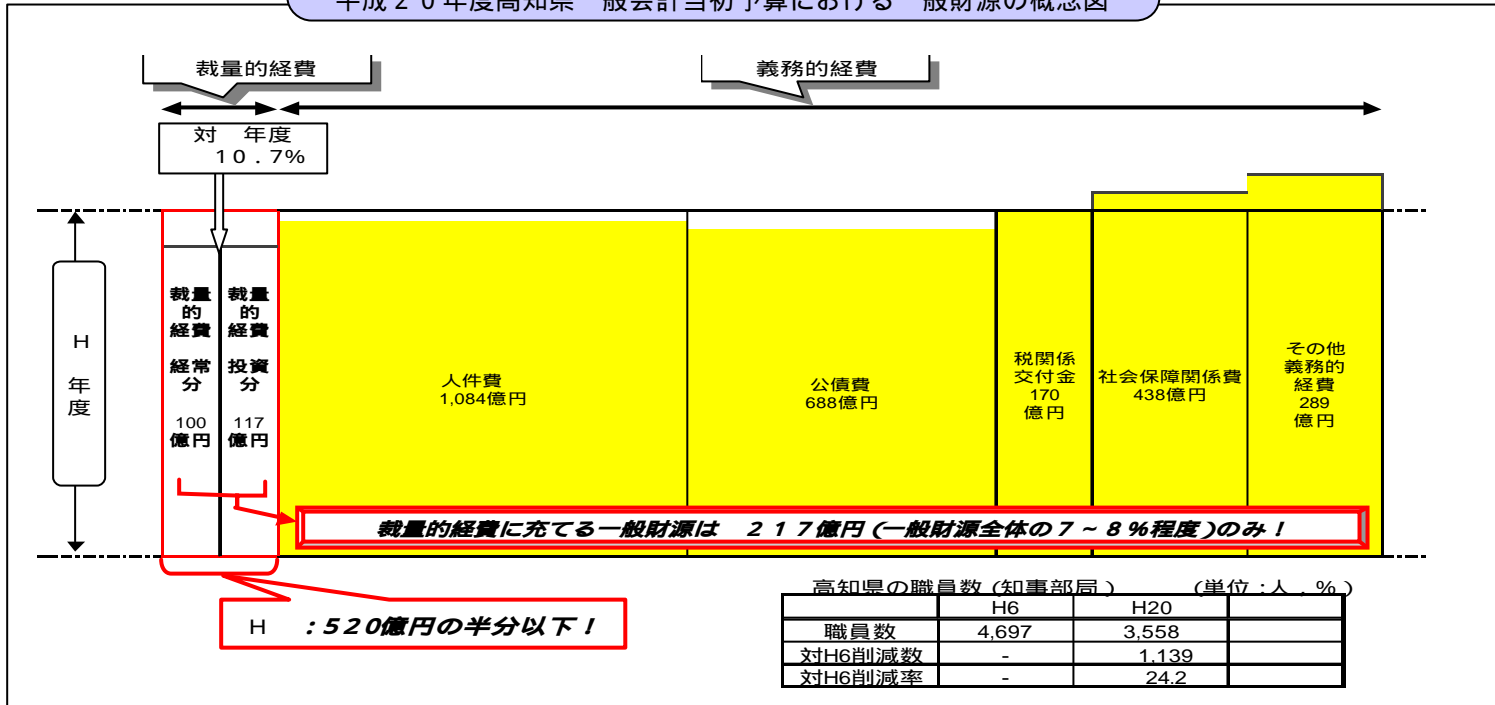 平成２０年度高知県一般会計当初予算における一般財源の概念図
裁量的経費
義務的経費
対　年度
１０．７%
H
年
度
裁量
的
経費
経常
分
100
億円
裁量
的
経費
投資
分
117
億円
人件費
1,084億円
公債費
688億円
税関係
交付金
170
億円
社会保障関係費
438億円
その他
義務的
経費
289
億円
裁量的経費に充てる一般財源は　２１７億円(一般財源全体の７～８%程度)のみ！
H　：520億円の半分以下！
高知県の職員数(知事部局)　(単位：人，%)
H6 H20
職員数 4,697 3,558
対H6削減数 - 1,139
対H6削減率 - 24.2